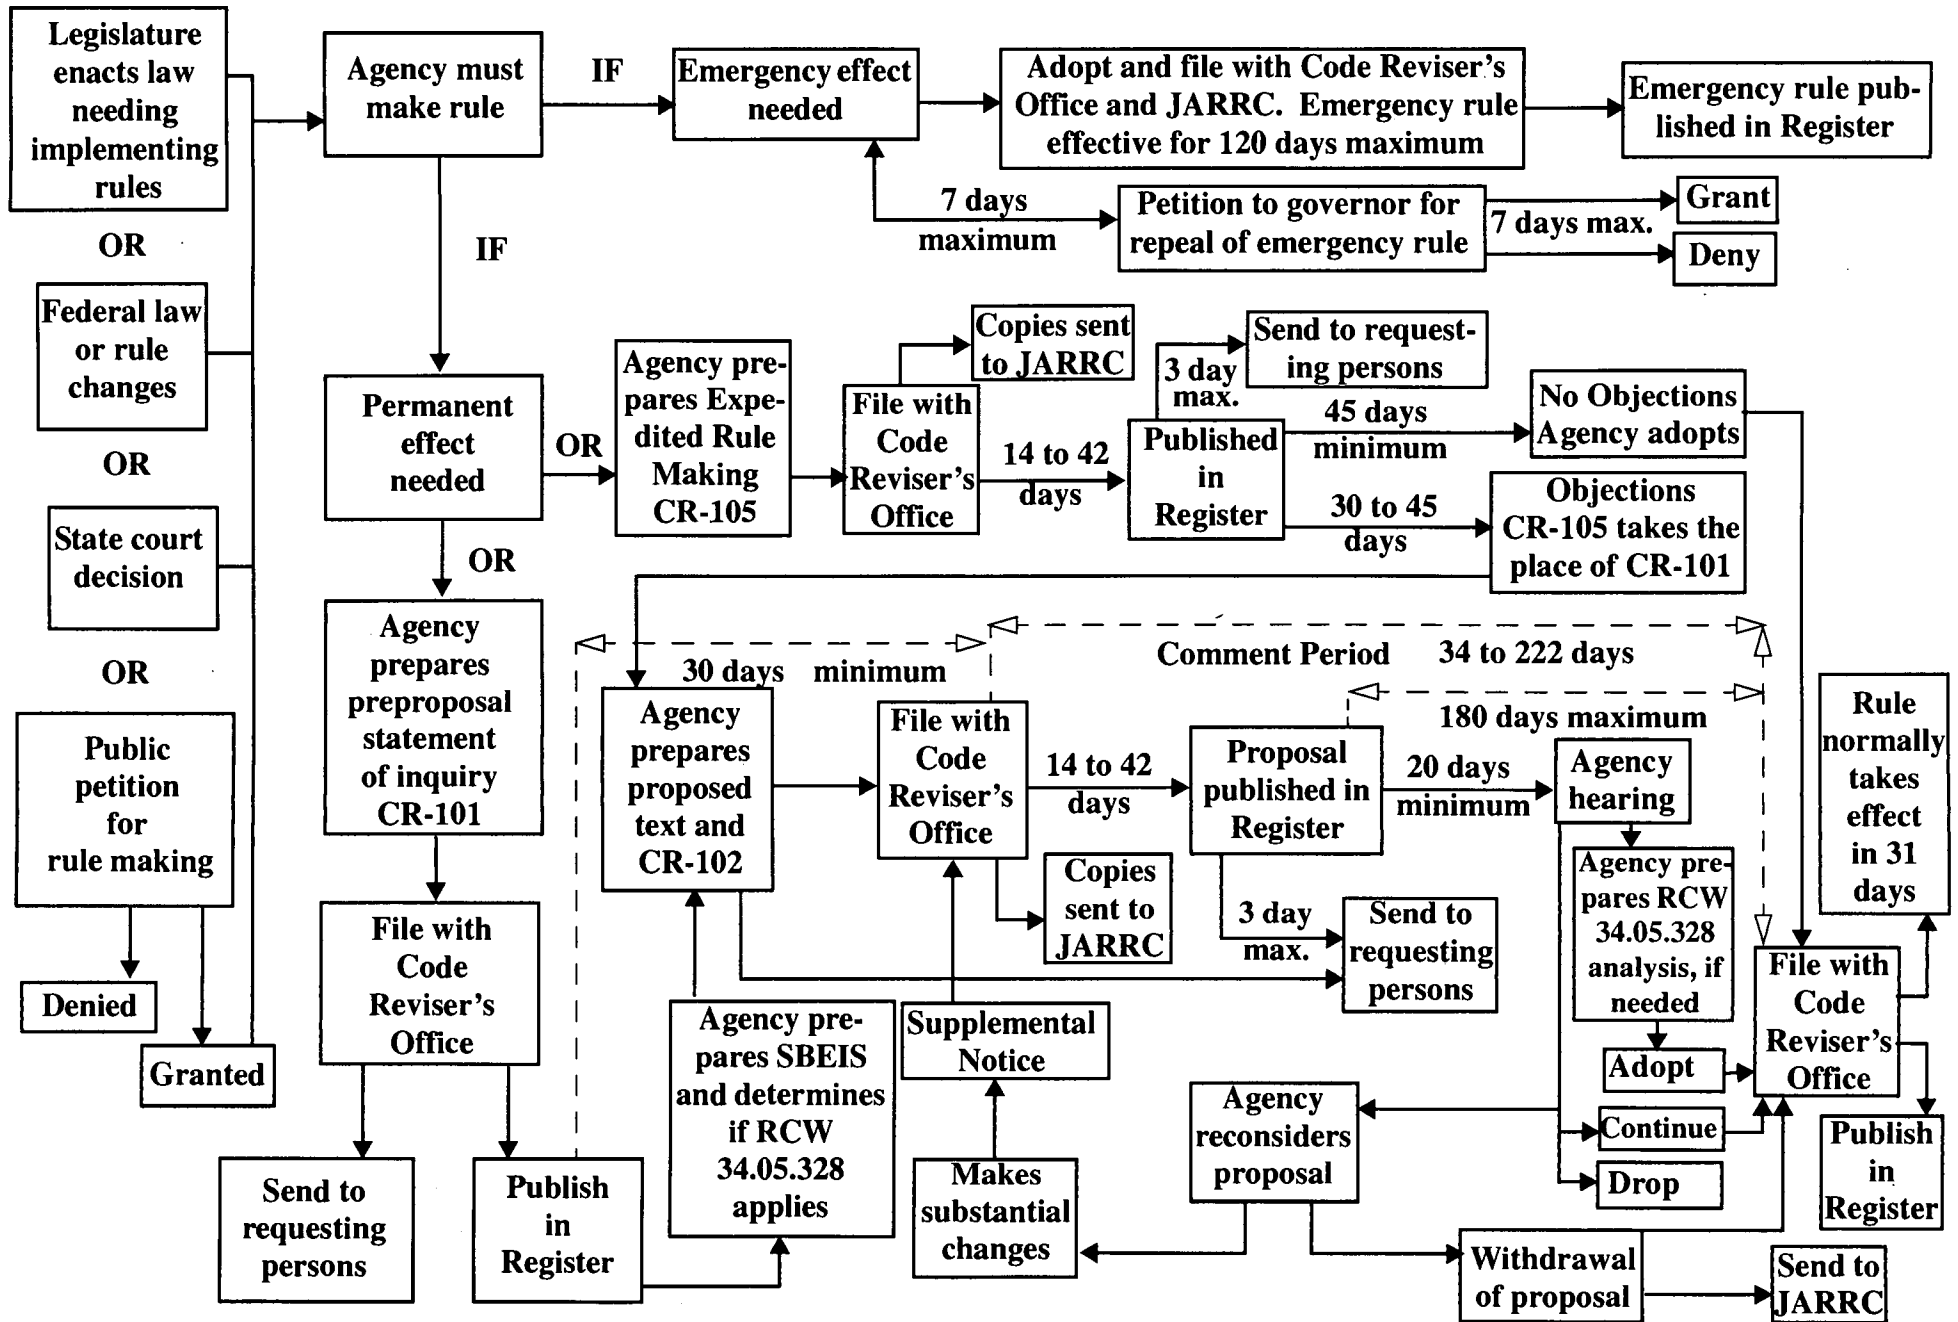 Legislature
enacts law
needing
implementing
rules
OR
Federal law
or rule
changes
OR
State court
decision
OR
Public
petition
for
rule making
Denied
Granted
Agency must
make rule
IF
Emergency effect
needed
Adopt and file with Code Reviser's
Office and JARRC. Emergency rule
effective for 120 days maximum
Emergency rule pub-
lished in Register
7 days
maximum
Petition to governor for
repeal of emergency rule
7 days max.
Grant
Deny
IF
Permanent
effect
needed
OR
Agency pre-
pares Expe-
dited Rule
Making
CR-105
File with
Code
Reviser's
Office
Copies sent
to JARRC
14 to 42
days
Published
in
Register
3 day
max.
Send to request-
ing persons
45 days
minimum
No Objections
Agency adopts
30 to 45
days
Objections
CR-105 takes the
place of CR-101
OR
Agency
prepares
preproposal
statement
of inquiry
CR-101
File with
Code
Reviser's
Office
Send to
requesting
persons
Publish
in
Register
30 days minimum
Agency
prepares
proposed
text and
CR-102
Agency pre-
pares SBEIS
and determines
if RCW
34.05.328
applies
File with
Code
Reviser's
Office
Comment Period 34 to 222 days
180 days maximum
14 to 42
days
Copies
sent to
JARRC
Proposal
published in
Register
3 day
max.
Send to
requesting
persons
20 days
minimum
Agency
hearing
Agency pre-
pares RCW
34.05.328
analysis, if
needed
Adopt
Continue
Drop
Agency
reconsiders
proposal
Makes
substantial
changes
Supplemental
Notice
Withdrawal
of proposal
Send to
JARRC
File with
Code
Reviser's
Office
Rule
normally
takes
effect
in 31
days
Publish
in
Register